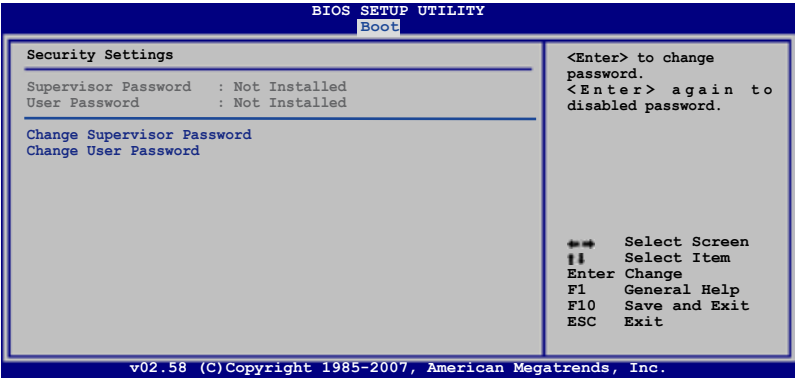 BIOS SETUP UTILITY
Boot
Security Settings
Supervisor Password : Not Installed
User Password : Not Installed
Change Supervisor Password
Change User Password
<Enter> to change
password.
<Enter> again to
disabled password.
Select Screen
Select Item
Enter Change
F1 General Help
F10 Save and Exit
ESC Exit
v02.58 (C)Copyright 1985-2007, American Megatrends, Inc.